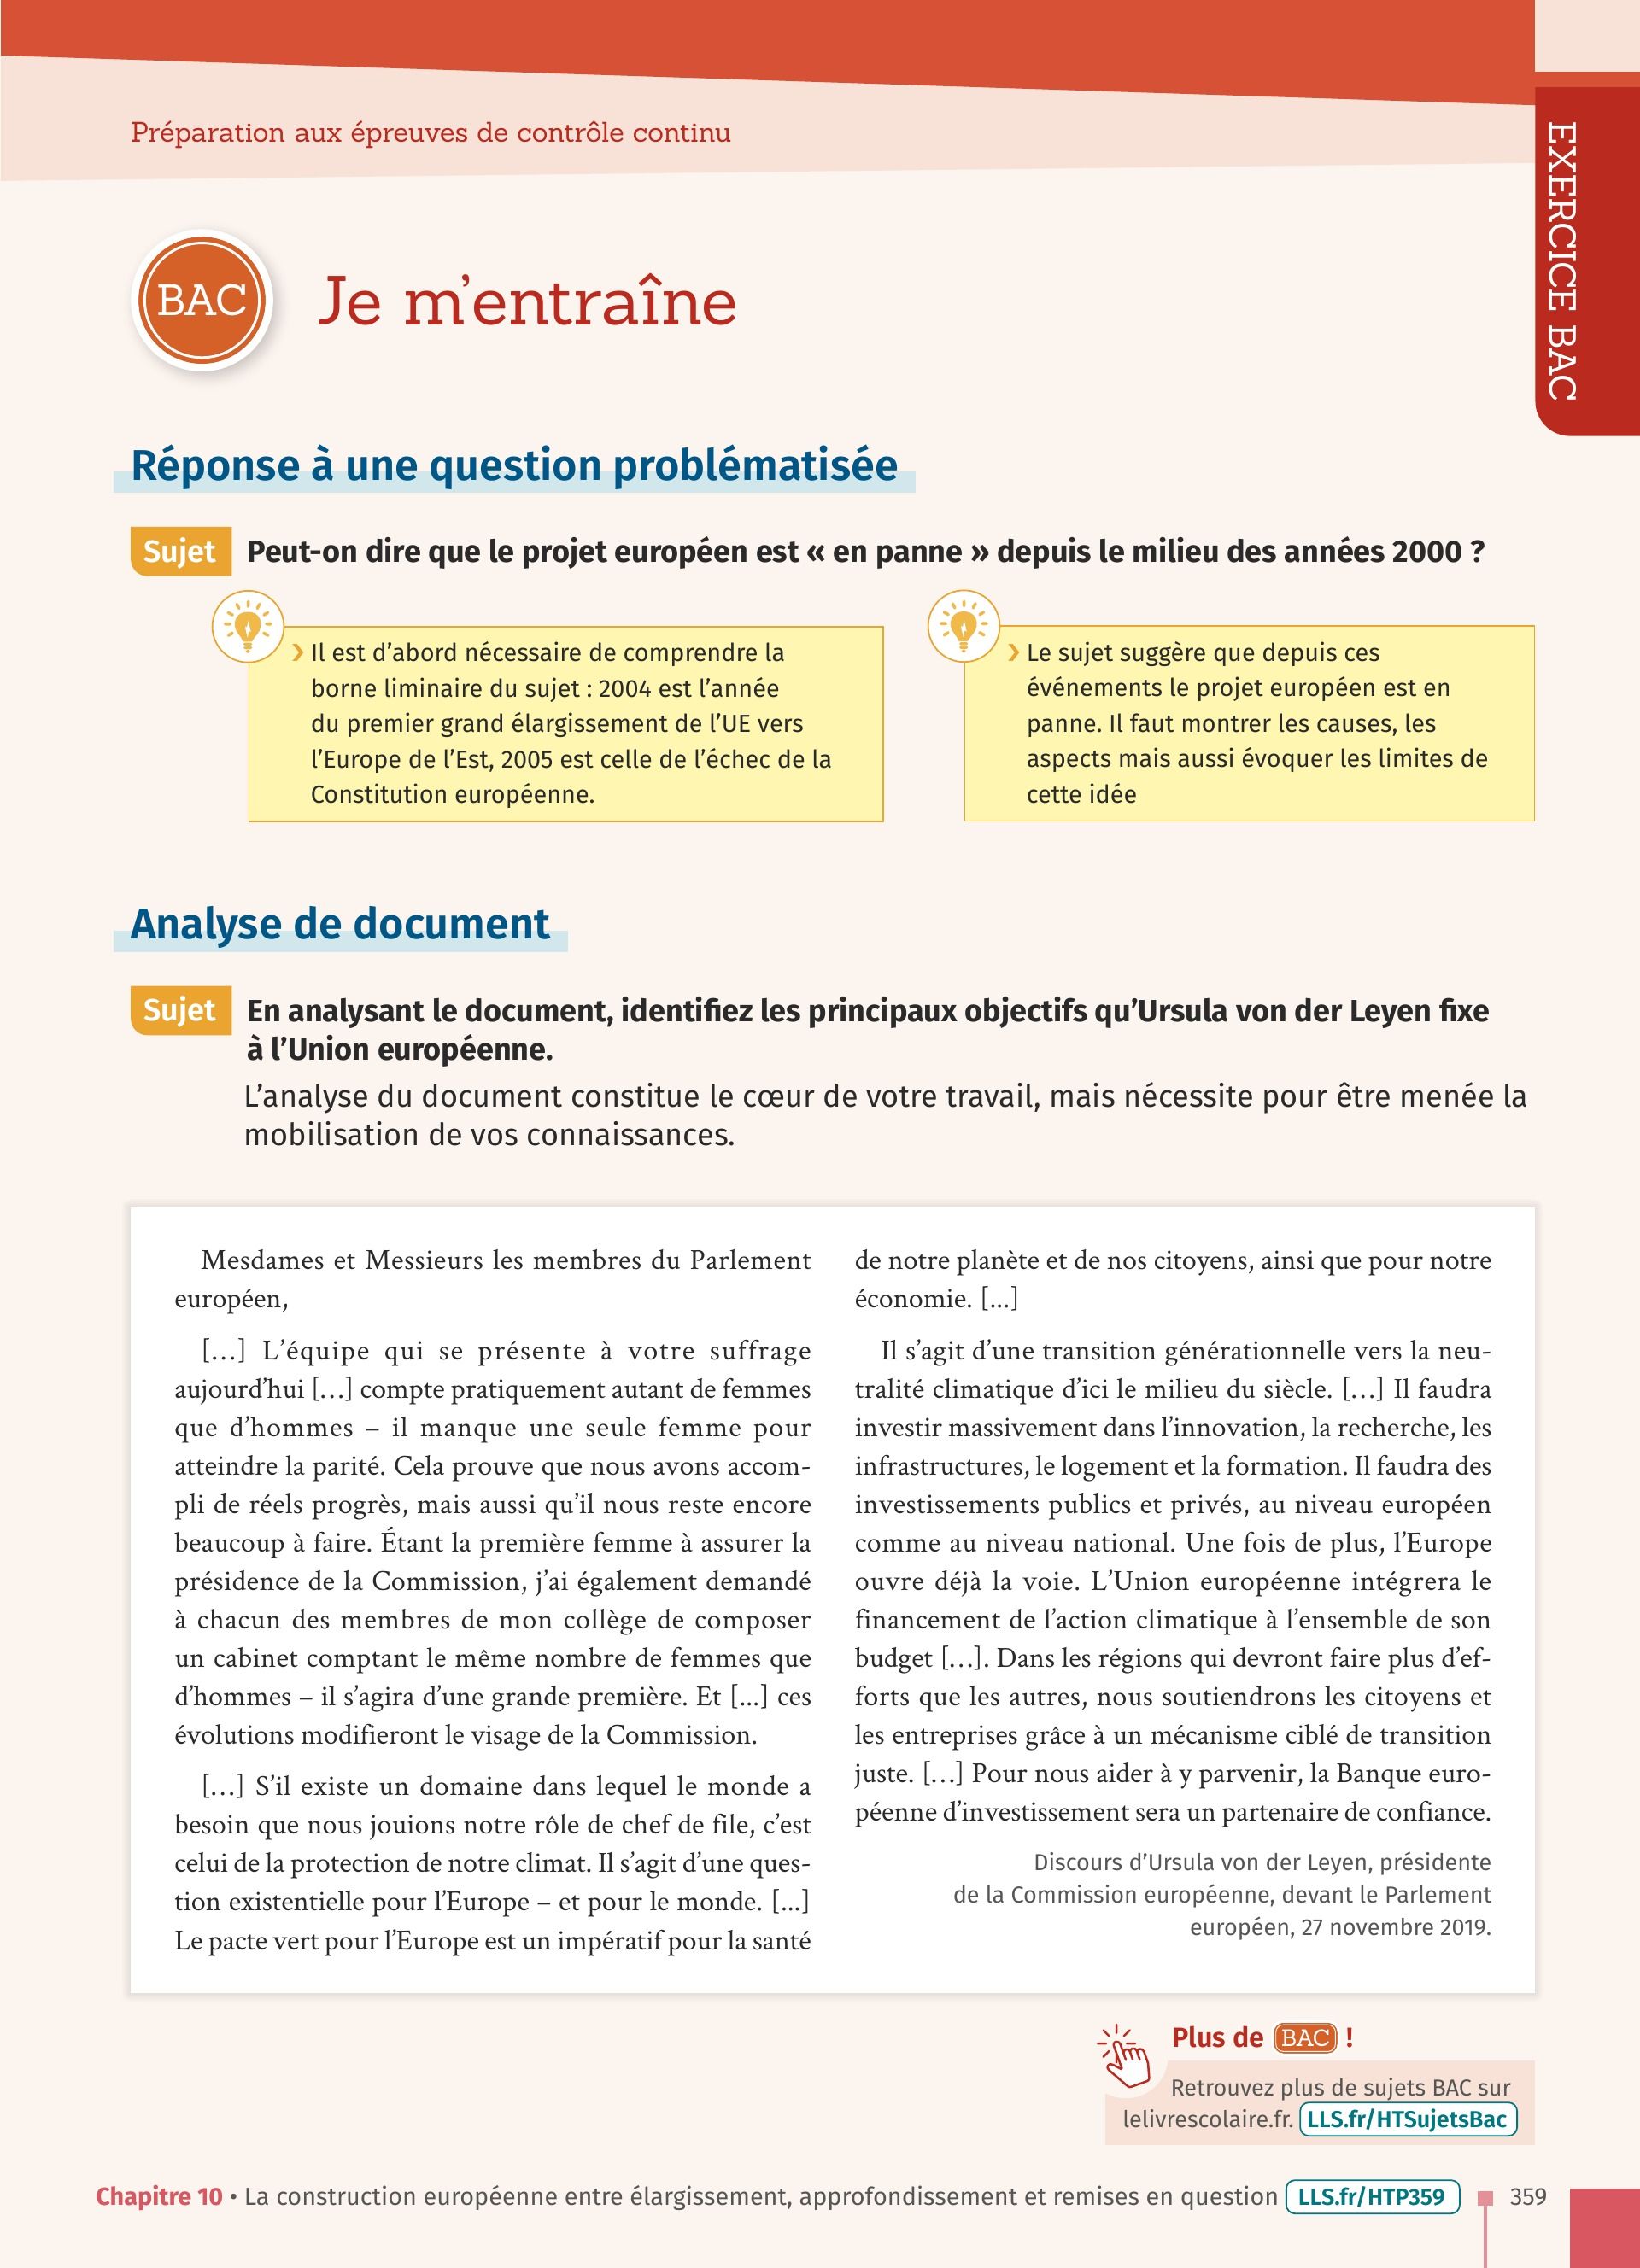 Préparation aux épreuves de contrôle continu
EXERCICE BAC
BAC
Je m'entraîne
Réponse à une question problématisée
Sujet
Peut-on dire que le projet européen est « en panne » depuis le milieu des années 2000 ?
› Il est d'abord nécessaire de comprendre la
borne liminaire du sujet : 2004 est l'année
du premier grand élargissement de l'UE vers
l'Europe de l'Est, 2005 est celle de l'échec de la
Constitution européenne.
› Le sujet suggère que depuis ces
événements le projet européen est en
panne. Il faut montrer les causes, les
aspects mais aussi évoquer les limites de
cette idée
Analyse de document
Sujet
En analysant le document, identifiez les principaux objectifs qu'Ursula von der Leyen fixe
à l'Union européenne.
L'analyse du document constitue le cœur de votre travail, mais nécessite pour être menée la
mobilisation de vos connaissances.
Mesdames et Messieurs les membres du Parlement
européen,
[…] L'équipe qui se présente à votre suffrage
aujourd'hui […] compte pratiquement autant de femmes
que d'hommes – il manque une seule femme pour
atteindre la parité. Cela prouve que nous avons accom-
pli de réels progrès, mais aussi qu'il nous reste encore
beaucoup à faire. Étant la première femme à assurer la
présidence de la Commission, j'ai également demandé
à chacun des membres de mon collège de composer
un cabinet comptant le même nombre de femmes que
d'hommes – il s'agira d'une grande première. Et [...] ces
évolutions modifieront le visage de la Commission.
[…] S'il existe un domaine dans lequel le monde a
besoin que nous jouions notre rôle de chef de file, c'est
celui de la protection de notre climat. Il s'agit d'une ques-
tion existentielle pour l'Europe – et pour le monde. [...]
Le pacte vert pour l'Europe est un impératif pour la santé
de notre planète et de nos citoyens, ainsi que pour notre
économie. [...]
Il s'agit d'une transition générationnelle vers la neu-
tralité climatique d'ici le milieu du siècle. […] Il faudra
investir massivement dans l'innovation, la recherche, les
infrastructures, le logement et la formation. Il faudra des
investissements publics et privés, au niveau européen
comme au niveau national. Une fois de plus, l'Europe
ouvre déjà la voie. L'Union européenne intégrera le
financement de l'action climatique à l'ensemble de son
budget […]. Dans les régions qui devront faire plus d'ef-
forts que les autres, nous soutiendrons les citoyens et
les entreprises grâce à un mécanisme ciblé de transition
juste. […] Pour nous aider à y parvenir, la Banque euro-
péenne d'investissement sera un partenaire de confiance.
Discours d'Ursula von der Leyen, présidente
de la Commission européenne, devant le Parlement
européen, 27 novembre 2019.
Plus de BAC !
Retrouvez plus de sujets BAC sur
lelivrescolaire.fr. LLS.fr/HTSujetsBac
Chapitre 10 • La construction européenne entre élargissement, approfondissement et remises en question LLS.fr/HTP359 359